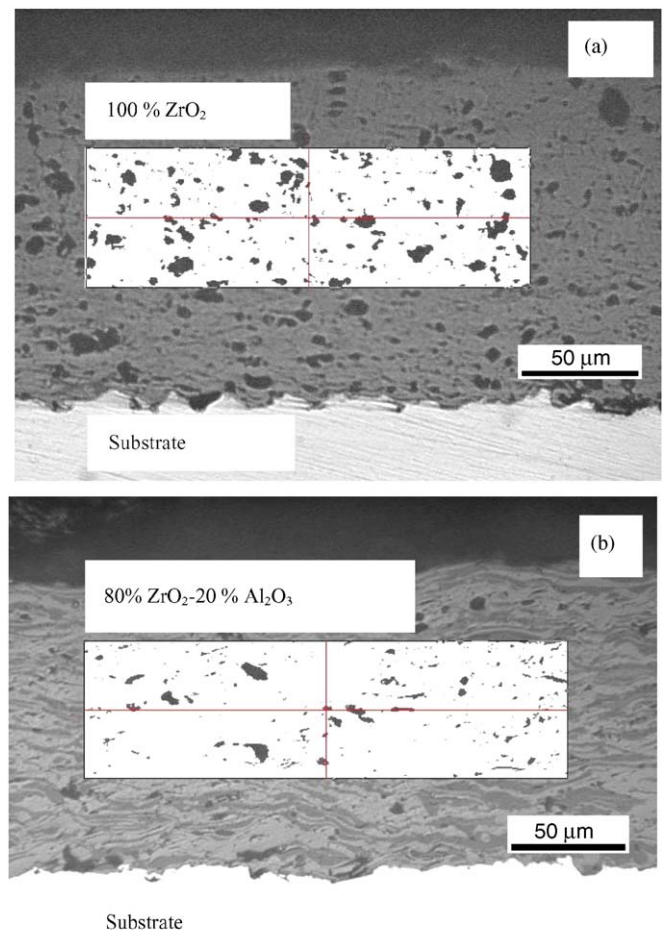 (a)
100 % ZrO₂
50 μm
Substrate
(b)
80% ZrO₂-20 % Al₂O₃
50 μm
Substrate